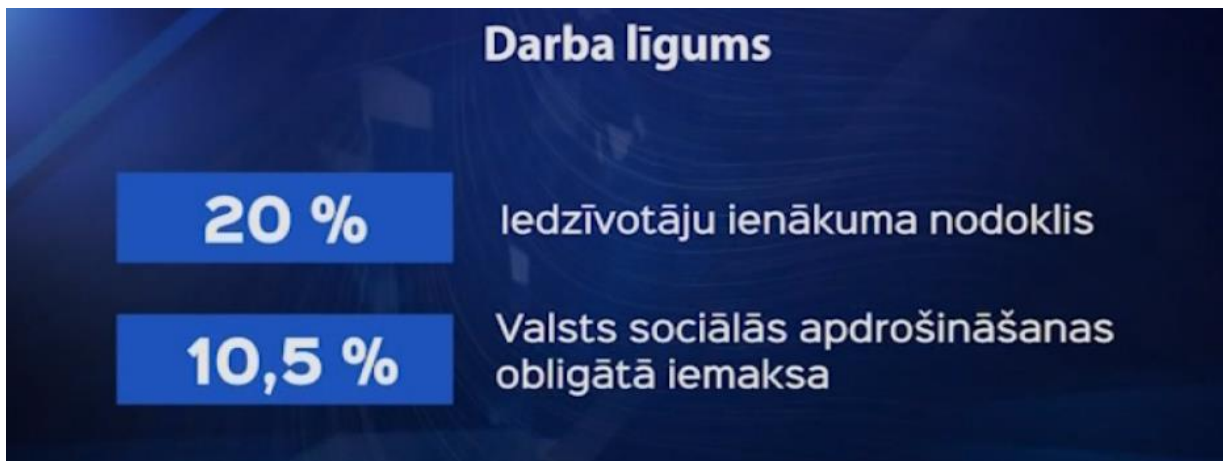 Darba līgums
20 %
Iedzīvotāju ienākuma nodoklis
10,5 %
Valsts sociālās apdrošināšanas
obligātā iemaksa